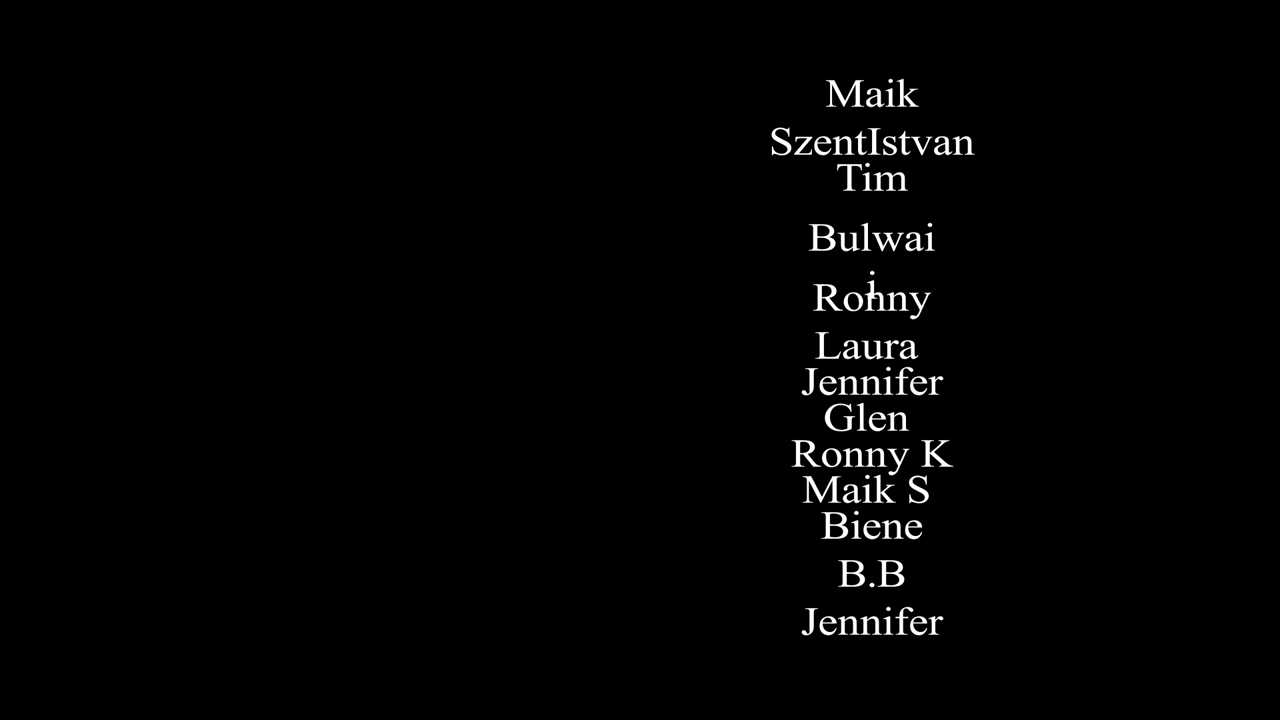 Maik
SzentIstvan
Tim
Bulwai
i
Ronny
Laura
Jennifer
Glen
Ronny K
Maik S
Biene
B.B
Jennifer